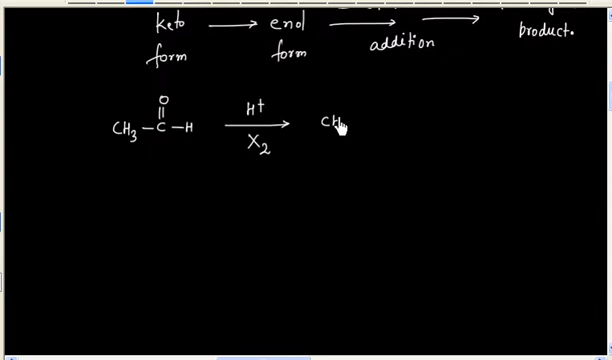 keto → enol → addition → product.
form form
O
||
CH3 – C – H H+ → X2 CH